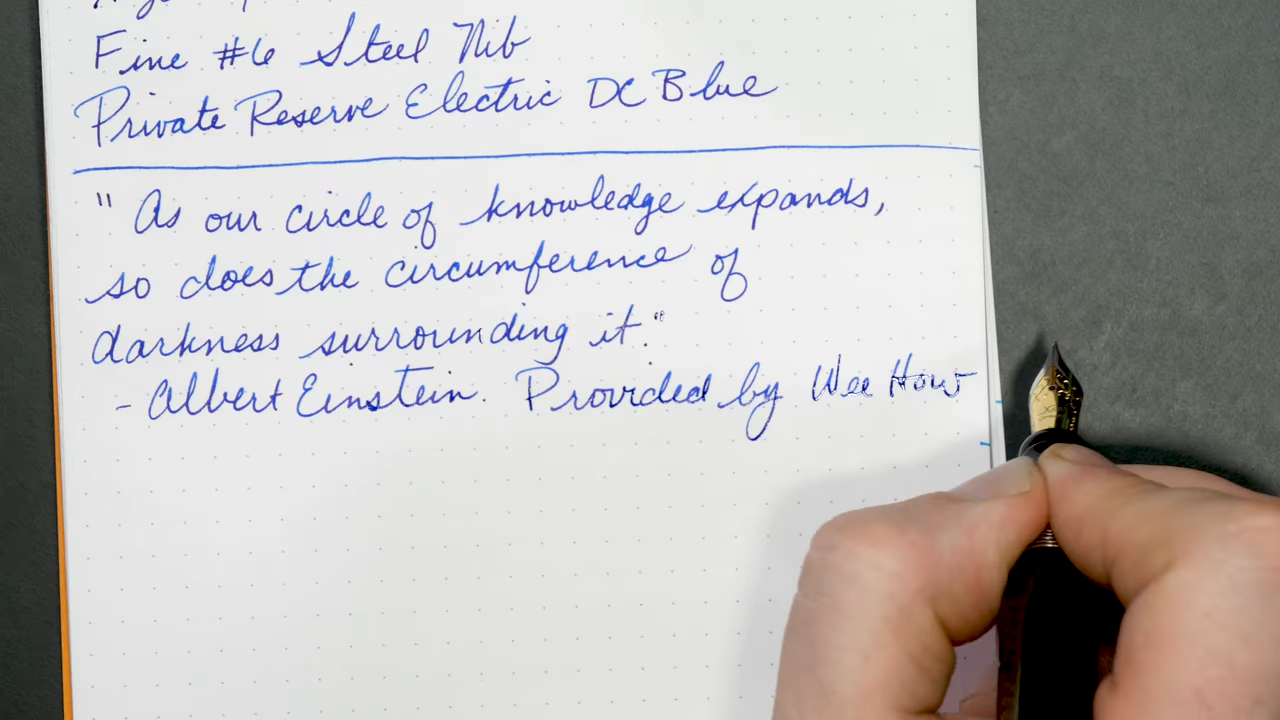 Fine #6 Steel Nib
Private Reserve Electric DC Blue
" As our circle of knowledge expands,
so does the circumference of
darkness surrounding it."
- Albert Einstein. Provided by Wee How